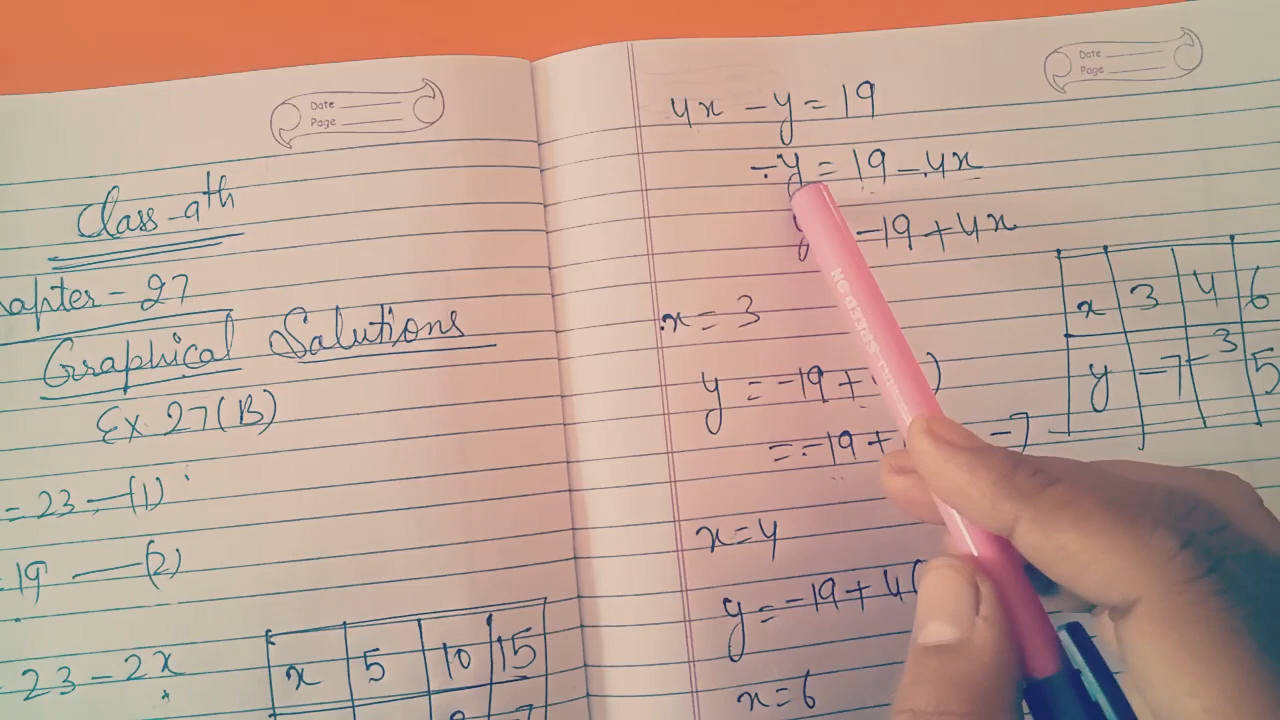 Date
Page
Class-9th
hapter-27
Graphical Solutions
Ex. 27(B)
= 23 —(1)
19 —(2)
23 - 2x
x 5 10 15
Date
Page
4x - y = 19
-y = 19 - 4x
-19 + 4x
x = 3
y = -19 + )
= -19 + -7
x 3 4 6
y -7 -3 5
x = 4
y = -19 + 4(
x = 6